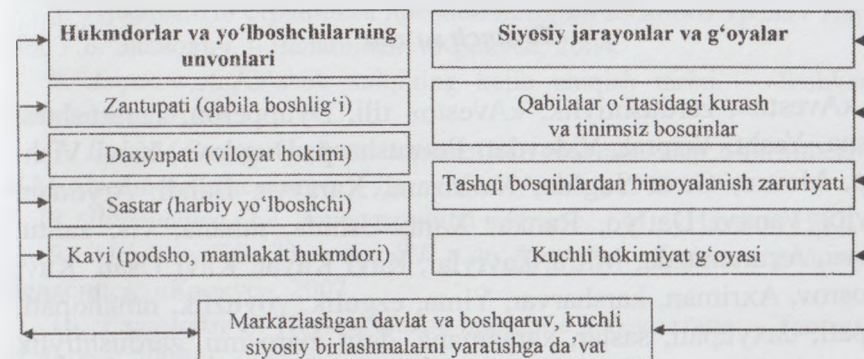 Hukmdorlar va yo‘lboshchilarning
unvonlari
Zantupati (qabila boshlig‘i)
Daxyupati (viloyat hokimi)
Sastar (harbiy yo‘lboshchi)
Kavi (podsho, mamlakat hukmdori)
Siyosiy jarayonlar va g‘oyalar
Qabilalar o‘rtasidagi kurash
va tinimsiz bosqinlar
Tashqi bosqinlardan himoyalanish zaruriyati
Kuchli hokimiyat g‘oyasi
Markazlashgan davlat va boshqaruv, kuchli
siyosiy birlashmalarni yaratishga da’vat